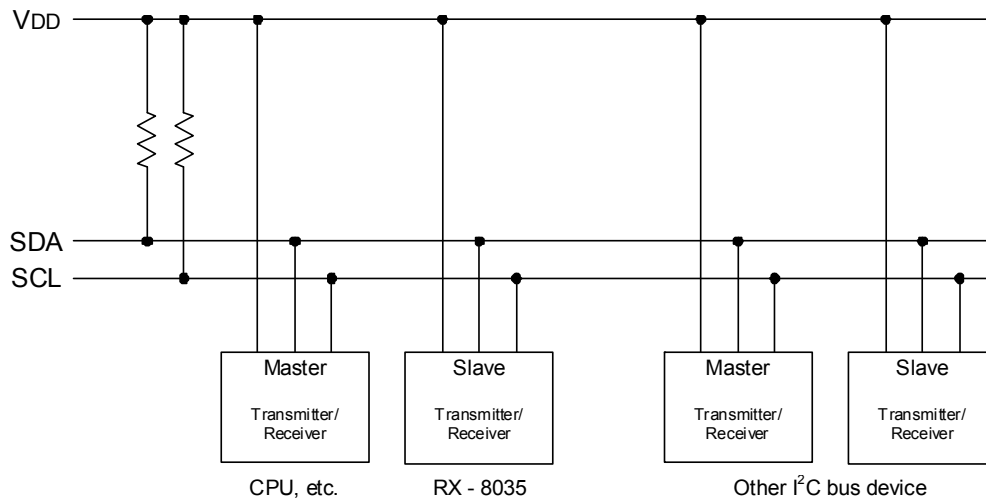 VDD
SDA
SCL
Master
Transmitter/
Receiver
Slave
Transmitter/
Receiver
Master
Transmitter/
Receiver
Slave
Transmitter/
Receiver
CPU, etc.
RX - 8035
Other I²C bus device